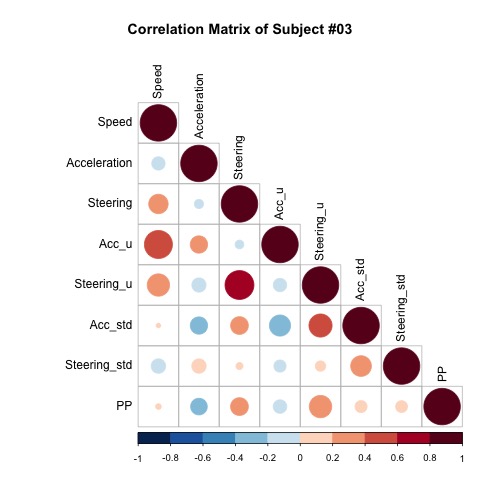 Correlation Matrix of Subject #03
Speed
Acceleration
Steering
Acc_u
Steering_u
Acc_std
Steering_std
PP
Speed
Acceleration
Steering
Acc_u
Steering_u
Acc_std
Steering_std
PP
-1 -0.8 -0.6 -0.4 -0.2 0 0.2 0.4 0.6 0.8 1